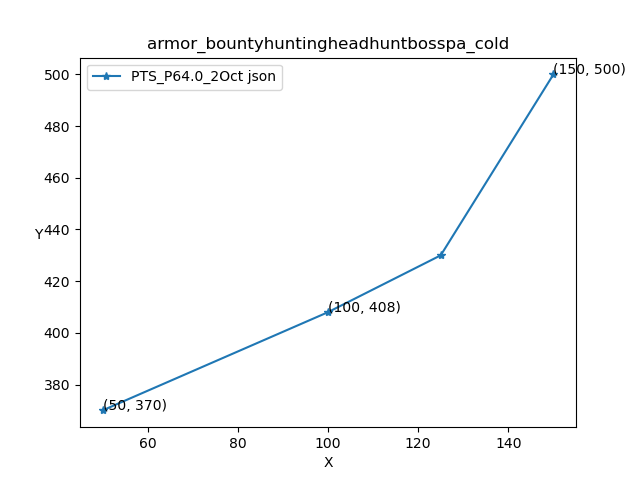 armor_bountyhuntingheadhuntbosspa_cold
PTS_P64.0_2Oct json
(150, 500)
(100, 408)
(50, 370)
500
480
460
440
420
400
380
Y
60 80 100 120 140
X